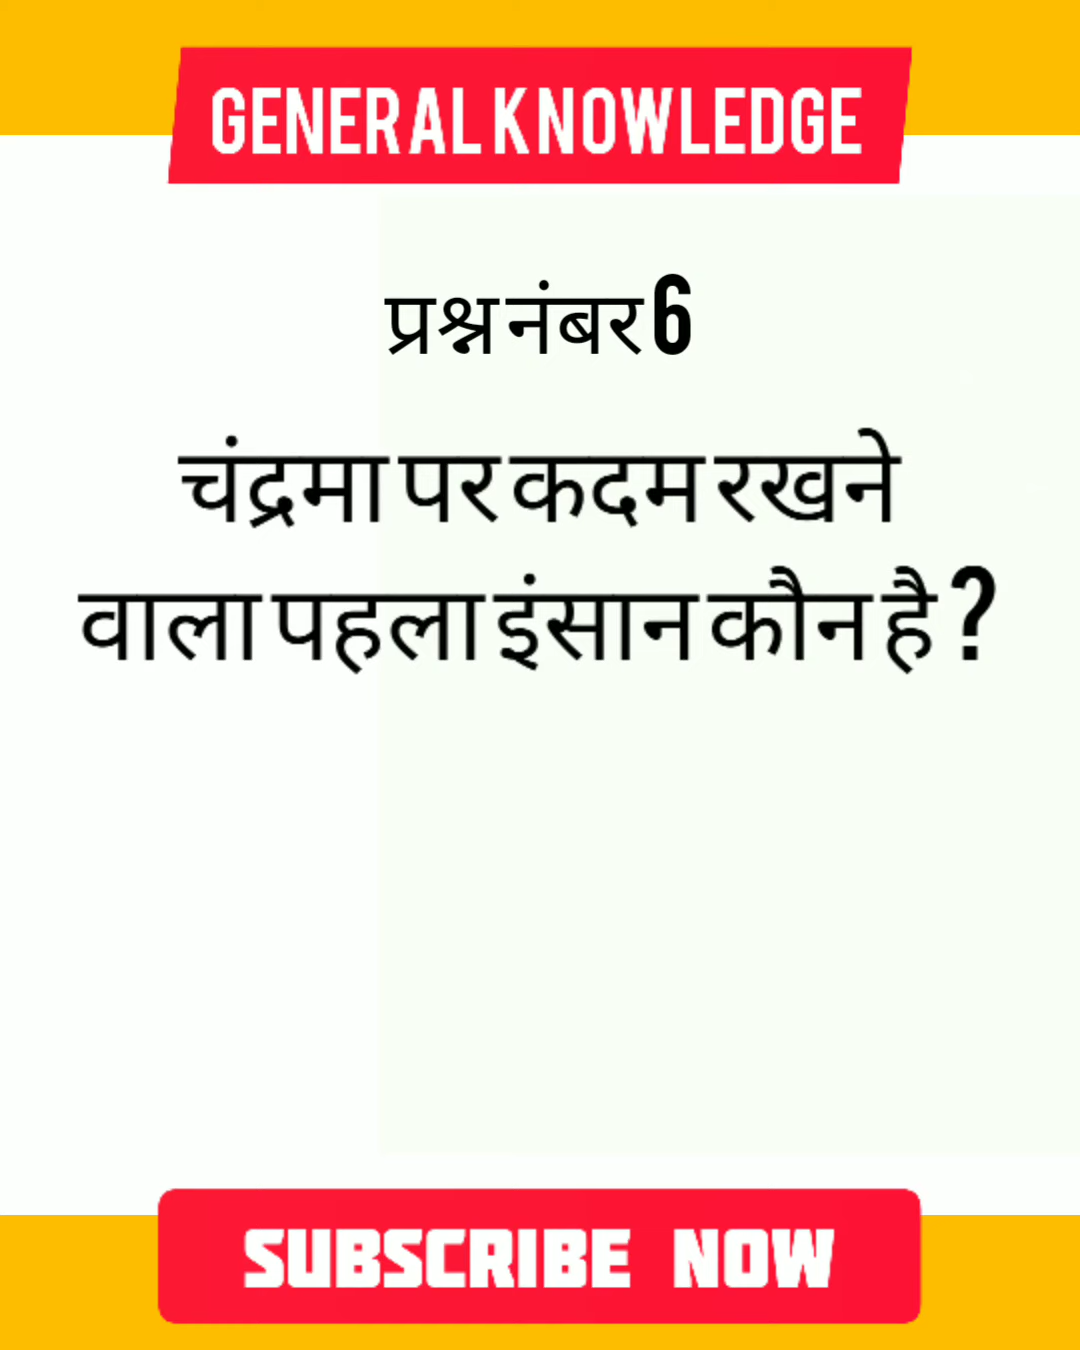 GENERAL KNOWLEDGE
प्रश्न नंबर 6
चंद्रमा पर कदम रखने
वाला पहला इंसान कौन है ?
SUBSCRIBE NOW